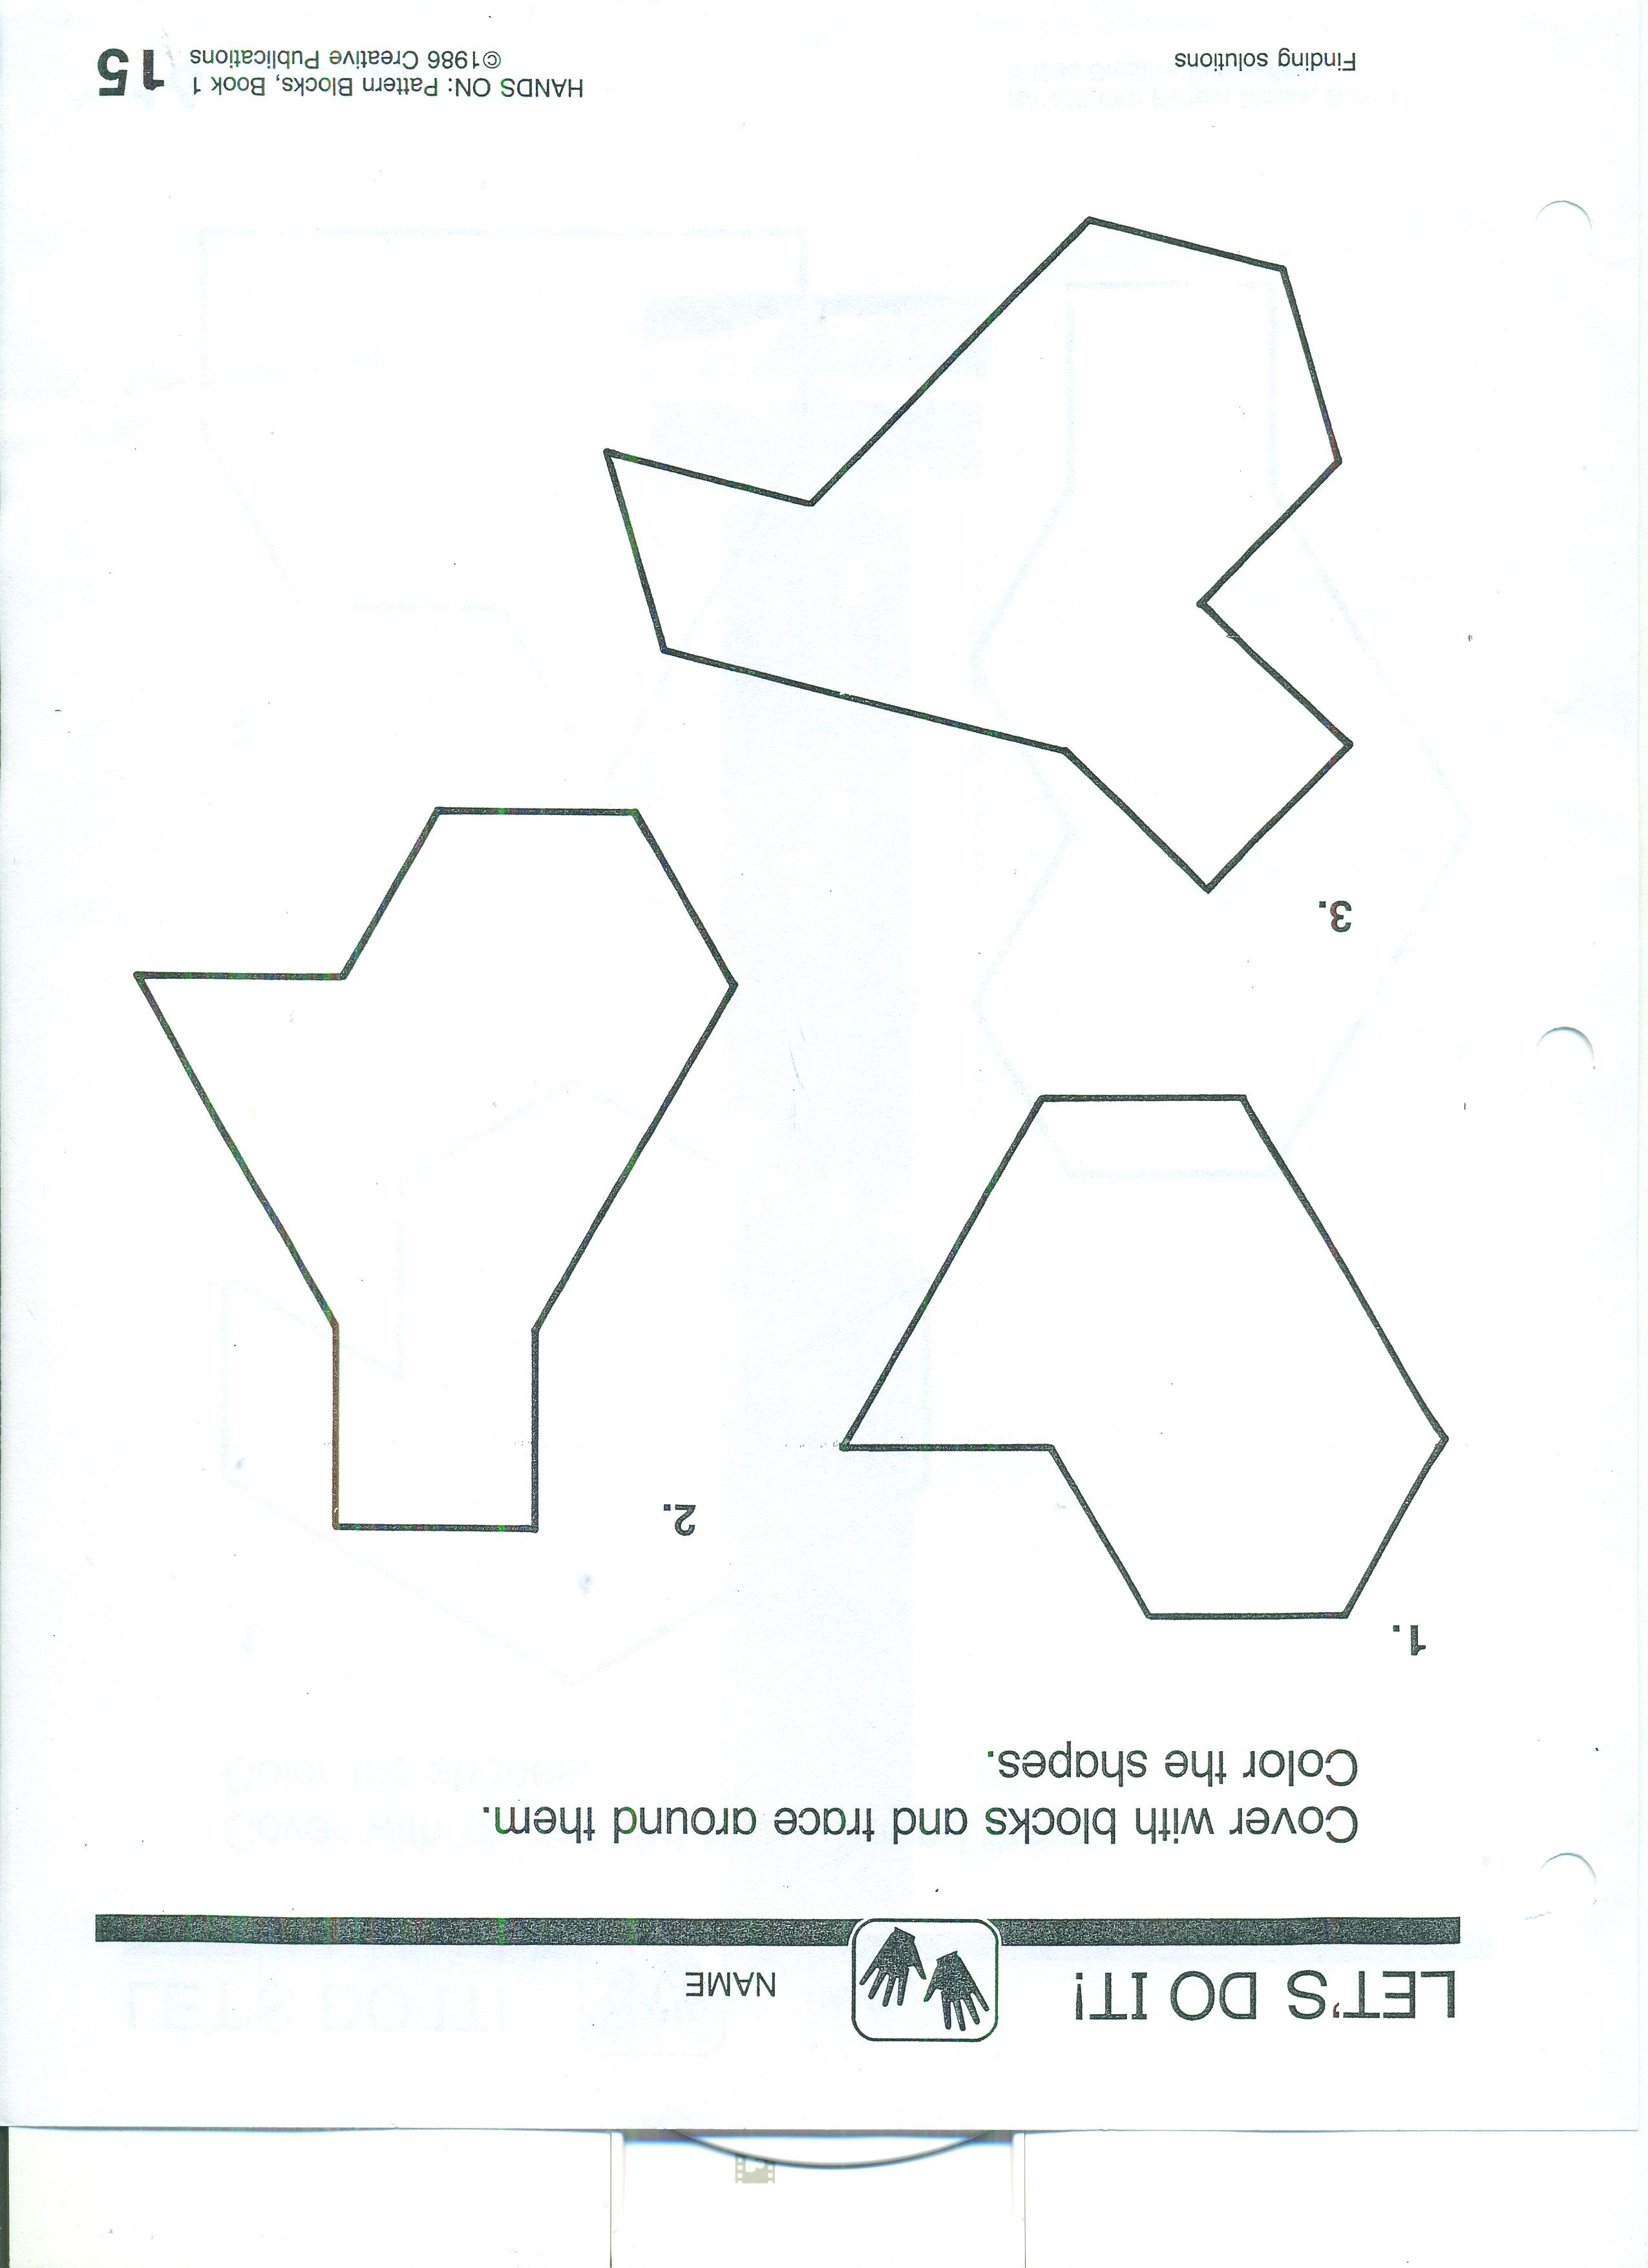 LET'S DO IT!
NAME
Cover with blocks and trace around them.
Color the shapes.
1.
2.
3.
Finding solutions
HANDS ON: Pattern Blocks, Book 1
©1986 Creative Publications
15